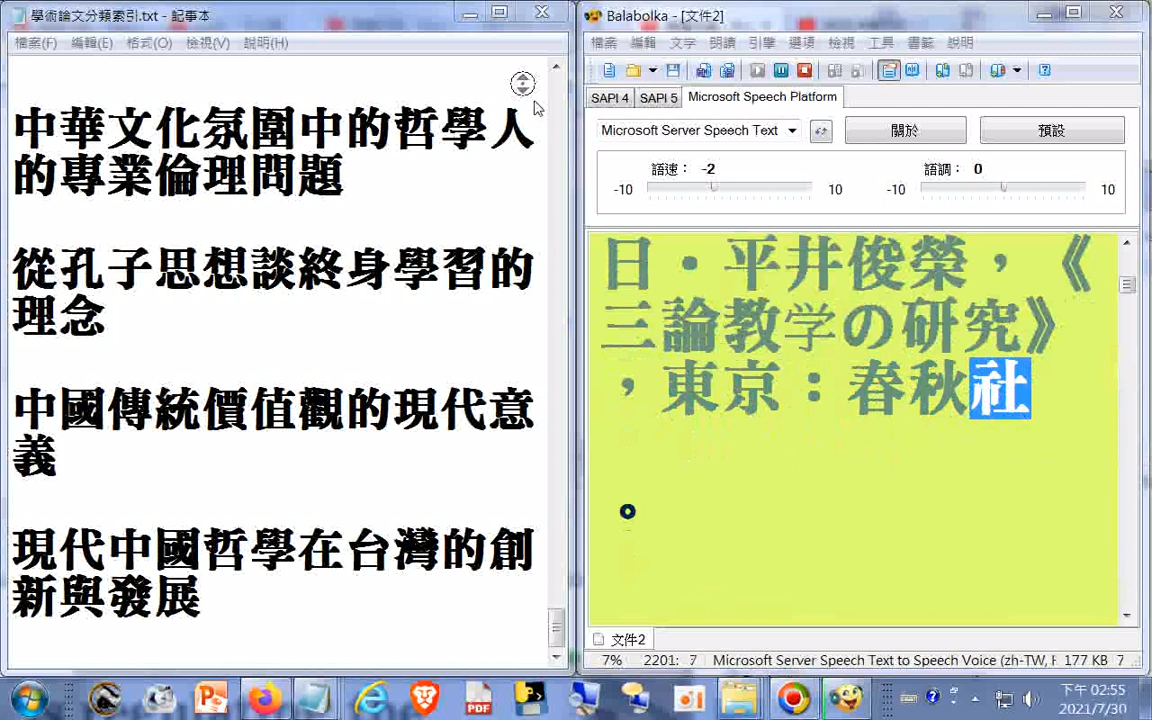 學術論文分類索引.txt - 記事本
檔案(F) 編輯(E) 格式(O) 檢視(V) 說明(H)
中華文化氛圍中的哲學人
的專業倫理問題
從孔子思想談終身學習的
理念
中國傳統價值觀的現代意
義
現代中國哲學在台灣的創
新與發展
Balabolka - [文件2]
檔案 編輯 文字 朗讀 引擎 選項 檢視 工具 書籤 說明
SAPI 4 SAPI 5 Microsoft Speech Platform
Microsoft Server Speech Text 關於 預設
語速： -2 語調： 0
-10 10 -10 10
日．平井俊榮，《
三論教学の研究》
，東京：春秋社
。
文件2
7% 2201: 7 Microsoft Server Speech Text to Speech Voice (zh-TW, 177 KB 7
PDF
下午 02:55
2021/7/30